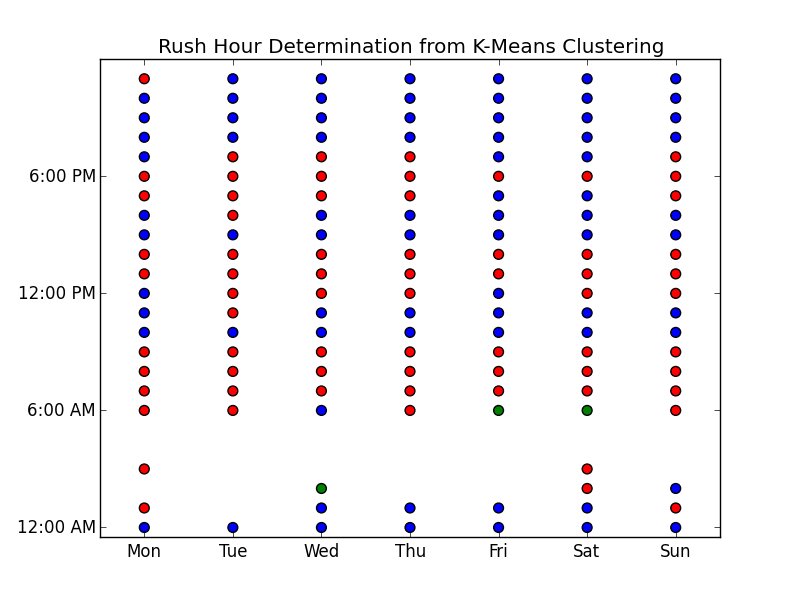 Rush Hour Determination from K-Means Clustering
6:00 PM
12:00 PM
6:00 AM
12:00 AM
Mon Tue Wed Thu Fri Sat Sun